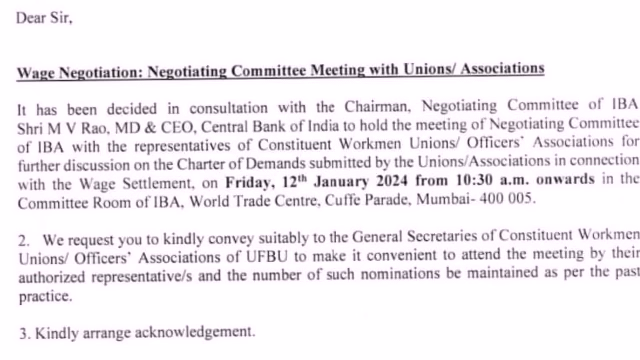 Dear Sir,
Wage Negotiation: Negotiating Committee Meeting with Unions/ Associations
It has been decided in consultation with the Chairman, Negotiating Committee of IBA
Shri M V Rao, MD & CEO, Central Bank of India to hold the meeting of Negotiating Committee
of IBA with the representatives of Constituent Workmen Unions/ Officers' Associations for
further discussion on the Charter of Demands submitted by the Unions/Associations in connection
with the Wage Settlement, on Friday, 12th January 2024 from 10:30 a.m. onwards in the
Committee Room of IBA, World Trade Centre, Cuffe Parade, Mumbai- 400 005.
2. We request you to kindly convey suitably to the General Secretaries of Constituent Workmen
Unions/ Officers' Associations of UFBU to make it convenient to attend the meeting by their
authorized representative/s and the number of such nominations be maintained as per the past
practice.
3. Kindly arrange acknowledgement.